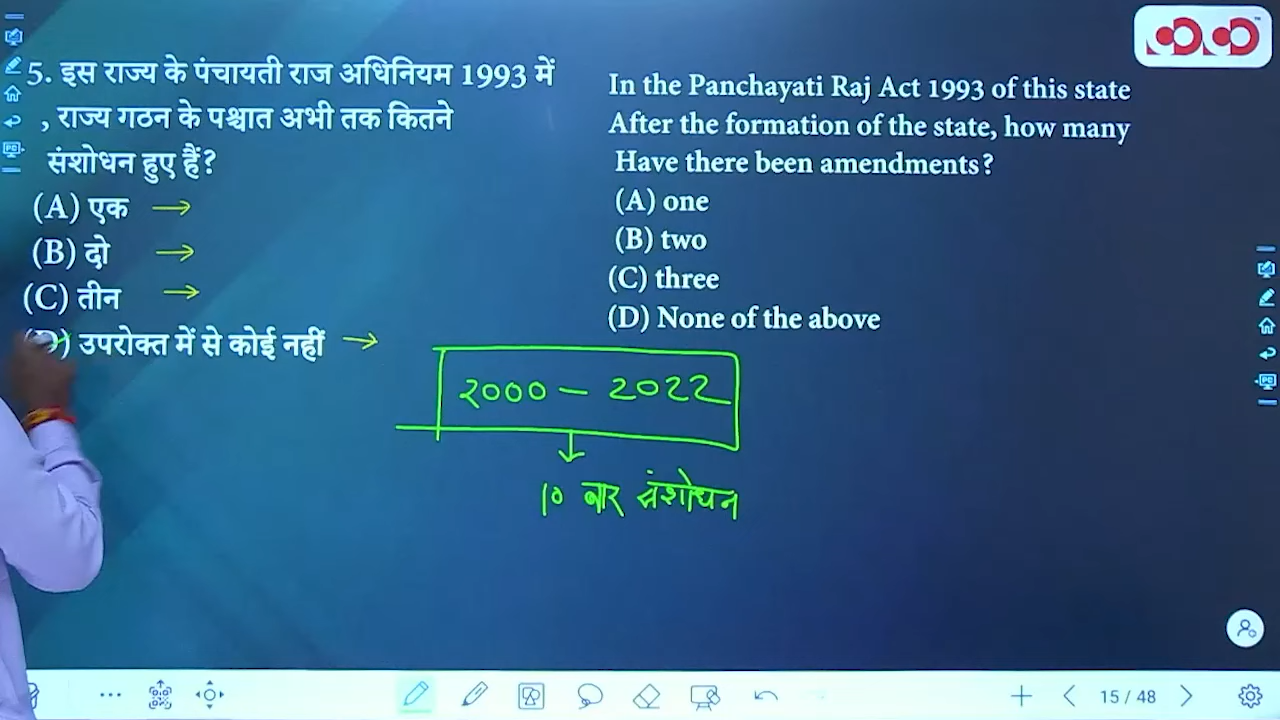 5. इस राज्य के पंचायती राज अधिनियम 1993 में
, राज्य गठन के पश्चात अभी तक कितने
संशोधन हुए हैं?
(A) एक
(B) दो
(C) तीन
(D) उपरोक्त में से कोई नहीं
In the Panchayati Raj Act 1993 of this state
After the formation of the state, how many
Have there been amendments?
(A) one
(B) two
(C) three
(D) None of the above
2000 – 2022
10 बार संशोधन
15 / 48
PC
PC